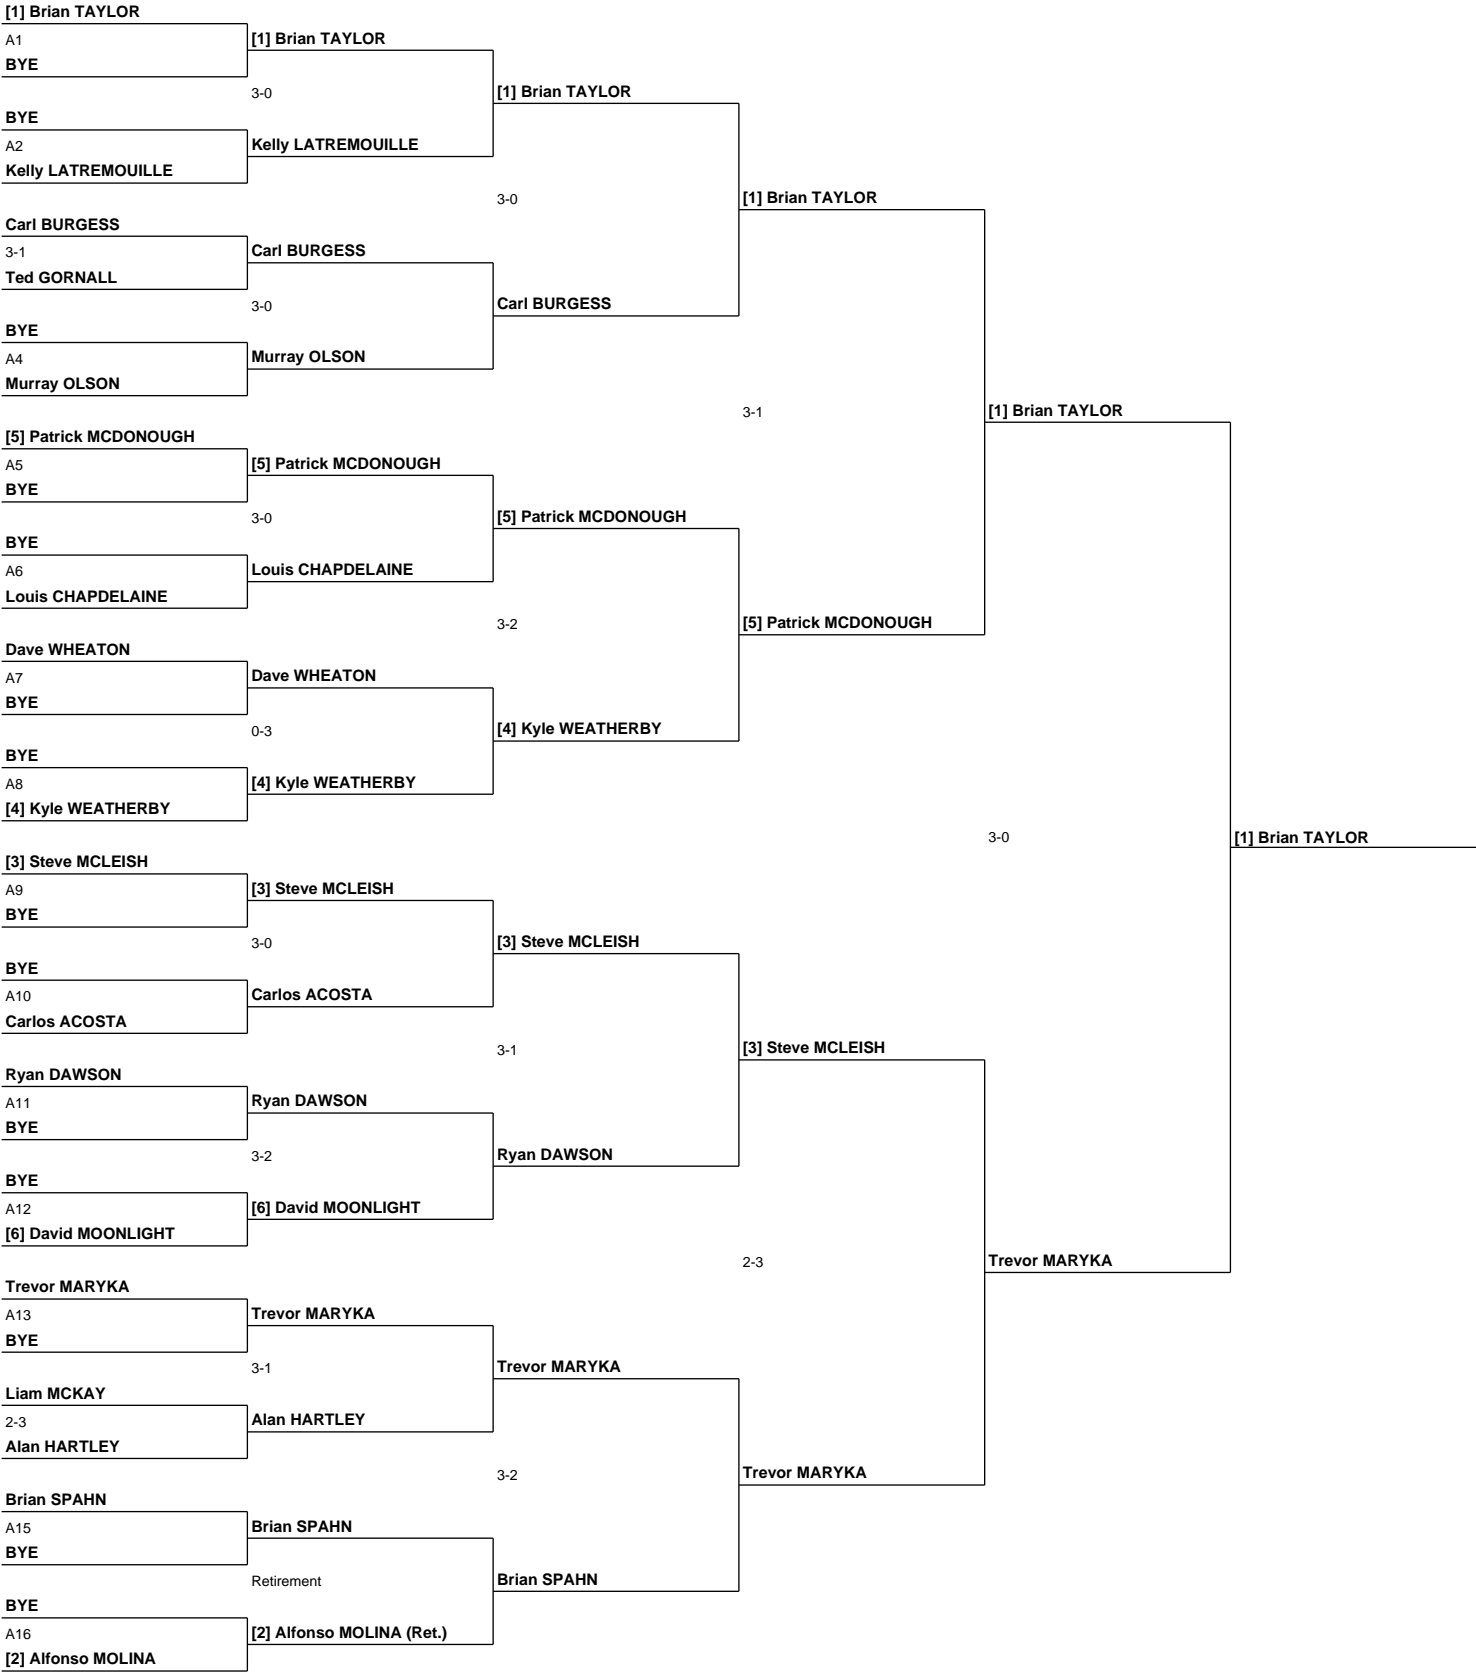 [1] Brian TAYLOR
A1
[1] Brian TAYLOR
BYE
3-0
[1] Brian TAYLOR
BYE
A2
Kelly LATREMOUILLE
Kelly LATREMOUILLE
3-0
[1] Brian TAYLOR
Carl BURGESS
3-1
Carl BURGESS
Ted GORNALL
3-0
Carl BURGESS
BYE
A4
Murray OLSON
Murray OLSON
3-1
[1] Brian TAYLOR
[5] Patrick MCDONOUGH
A5
[5] Patrick MCDONOUGH
BYE
3-0
[5] Patrick MCDONOUGH
BYE
A6
Louis CHAPDELAINE
Louis CHAPDELAINE
3-2
[5] Patrick MCDONOUGH
Dave WHEATON
A7
Dave WHEATON
BYE
0-3
[4] Kyle WEATHERBY
BYE
A8
[4] Kyle WEATHERBY
[4] Kyle WEATHERBY
3-0
[1] Brian TAYLOR
[3] Steve MCLEISH
A9
[3] Steve MCLEISH
BYE
3-0
[3] Steve MCLEISH
BYE
A10
Carlos ACOSTA
Carlos ACOSTA
3-1
[3] Steve MCLEISH
Ryan DAWSON
A11
Ryan DAWSON
BYE
3-2
Ryan DAWSON
BYE
A12
[6] David MOONLIGHT
[6] David MOONLIGHT
2-3
Trevor MARYKA
Trevor MARYKA
A13
Trevor MARYKA
BYE
3-1
Trevor MARYKA
Liam MCKAY
2-3
Alan HARTLEY
Alan HARTLEY
3-2
Trevor MARYKA
Brian SPAHN
A15
Brian SPAHN
BYE
Retirement
Brian SPAHN
BYE
A16
[2] Alfonso MOLINA (Ret.)
[2] Alfonso MOLINA